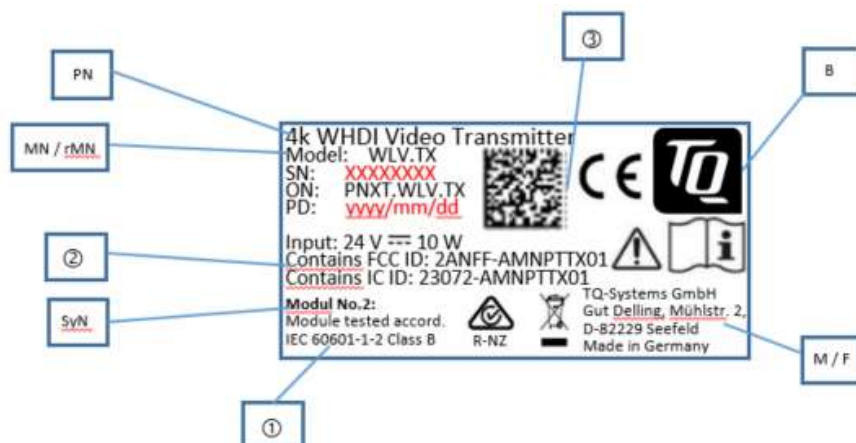 ③
PN
B
MN / rMN
4k WHDI Video Transmitter
Model: WLV.TX
SN: XXXXXXXX
ON: PNXT.WLV.TX
PD: yyyy/mm/dd
CE
TQ
②
Input: 24 V ⎓ 10 W
Contains FCC ID: 2ANFF-AMNPTTX01
Contains IC ID: 23072-AMNPTTX01
i
SyN
Modul No.2:
Module tested accord.
IEC 60601-1-2 Class B
R-NZ
TQ-Systems GmbH
Gut Delling, Mühlstr. 2,
D-82229 Seefeld
Made in Germany
M / F
①